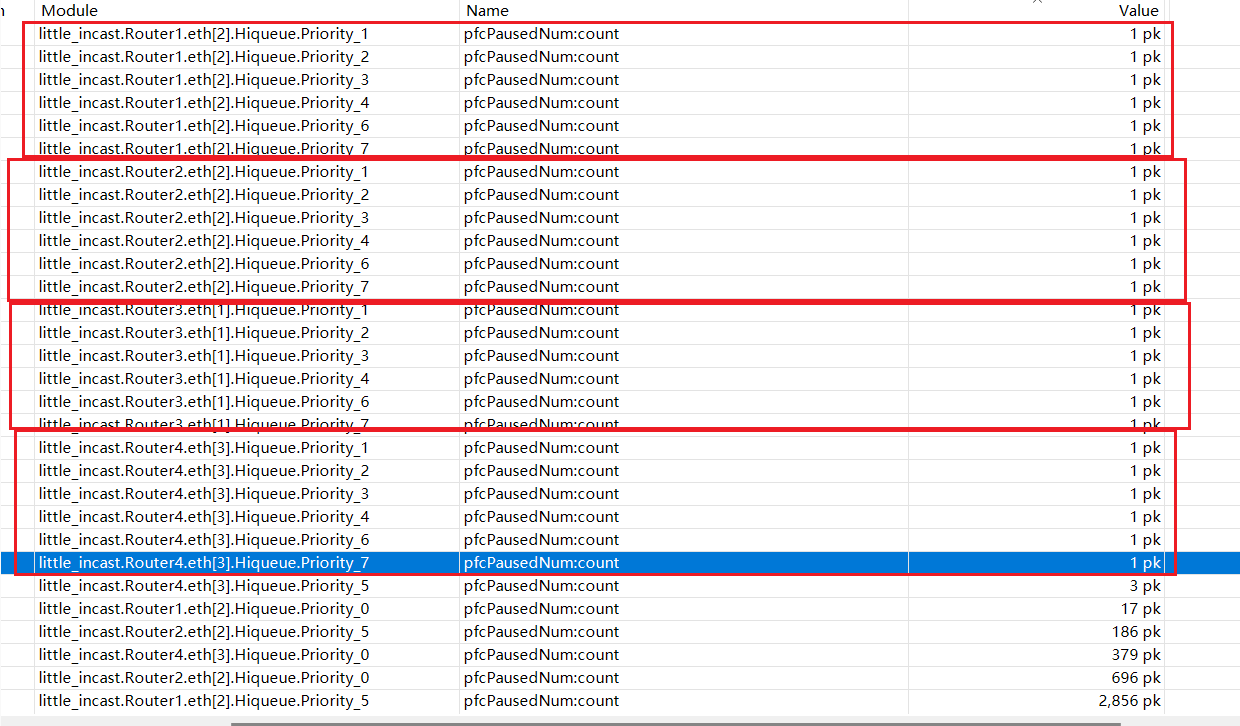 n Module Name Value
little_incast.Router1.eth[2].Hiqueue.Priority_1 pfcPausedNum:count 1 pk
little_incast.Router1.eth[2].Hiqueue.Priority_2 pfcPausedNum:count 1 pk
little_incast.Router1.eth[2].Hiqueue.Priority_3 pfcPausedNum:count 1 pk
little_incast.Router1.eth[2].Hiqueue.Priority_4 pfcPausedNum:count 1 pk
little_incast.Router1.eth[2].Hiqueue.Priority_6 pfcPausedNum:count 1 pk
little_incast.Router1.eth[2].Hiqueue.Priority_7 pfcPausedNum:count 1 pk
little_incast.Router2.eth[2].Hiqueue.Priority_1 pfcPausedNum:count 1 pk
little_incast.Router2.eth[2].Hiqueue.Priority_2 pfcPausedNum:count 1 pk
little_incast.Router2.eth[2].Hiqueue.Priority_3 pfcPausedNum:count 1 pk
little_incast.Router2.eth[2].Hiqueue.Priority_4 pfcPausedNum:count 1 pk
little_incast.Router2.eth[2].Hiqueue.Priority_6 pfcPausedNum:count 1 pk
little_incast.Router2.eth[2].Hiqueue.Priority_7 pfcPausedNum:count 1 pk
little_incast.Router3.eth[1].Hiqueue.Priority_1 pfcPausedNum:count 1 pk
little_incast.Router3.eth[1].Hiqueue.Priority_2 pfcPausedNum:count 1 pk
little_incast.Router3.eth[1].Hiqueue.Priority_3 pfcPausedNum:count 1 pk
little_incast.Router3.eth[1].Hiqueue.Priority_4 pfcPausedNum:count 1 pk
little_incast.Router3.eth[1].Hiqueue.Priority_6 pfcPausedNum:count 1 pk
little_incast.Router3.eth[1].Hiqueue.Priority_7 pfcPausedNum:count 1 pk
little_incast.Router4.eth[3].Hiqueue.Priority_1 pfcPausedNum:count 1 pk
little_incast.Router4.eth[3].Hiqueue.Priority_2 pfcPausedNum:count 1 pk
little_incast.Router4.eth[3].Hiqueue.Priority_3 pfcPausedNum:count 1 pk
little_incast.Router4.eth[3].Hiqueue.Priority_4 pfcPausedNum:count 1 pk
little_incast.Router4.eth[3].Hiqueue.Priority_6 pfcPausedNum:count 1 pk
little_incast.Router4.eth[3].Hiqueue.Priority_7 pfcPausedNum:count 1 pk
little_incast.Router4.eth[3].Hiqueue.Priority_5 pfcPausedNum:count 3 pk
little_incast.Router1.eth[2].Hiqueue.Priority_0 pfcPausedNum:count 17 pk
little_incast.Router2.eth[2].Hiqueue.Priority_5 pfcPausedNum:count 186 pk
little_incast.Router4.eth[3].Hiqueue.Priority_0 pfcPausedNum:count 379 pk
little_incast.Router2.eth[2].Hiqueue.Priority_0 pfcPausedNum:count 696 pk
little_incast.Router1.eth[2].Hiqueue.Priority_5 pfcPausedNum:count 2,856 pk